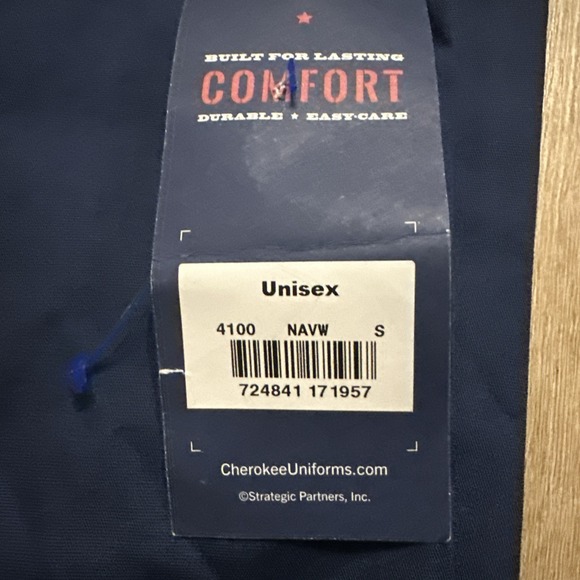 BUILT FOR LASTING
COMFORT
DURABLE ★ EASY·CARE
Unisex
4100 NAVW S
724841 171957
CherokeeUniforms.com
©Strategic Partners, Inc.